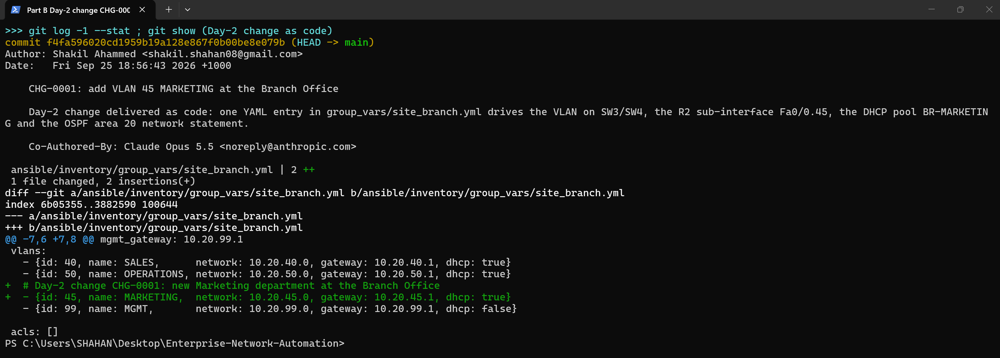 Part B Day-2 change CHG-000
>>> git log -1 --stat ; git show (Day-2 change as code)
commit f4fa596020cd1959b19a128e867f0b00be8e079b (HEAD -> main)
Author: Shakil Ahammed <shakil.shahan08@gmail.com>
Date:   Fri Sep 25 18:56:43 2026 +1000
    CHG-0001: add VLAN 45 MARKETING at the Branch Office
    Day-2 change delivered as code: one YAML entry in group_vars/site_branch.yml drives the VLAN on SW3/SW4, the R2 sub-interface Fa0/0.45, the DHCP pool BR-MARKETIN
G and the OSPF area 20 network statement.
    Co-Authored-By: Claude Opus 5.5 <noreply@anthropic.com>
 ansible/inventory/group_vars/site_branch.yml | 2 ++
 1 file changed, 2 insertions(+)
diff --git a/ansible/inventory/group_vars/site_branch.yml b/ansible/inventory/group_vars/site_branch.yml
index 6b05355..3882590 100644
--- a/ansible/inventory/group_vars/site_branch.yml
+++ b/ansible/inventory/group_vars/site_branch.yml
@@ -7,6 +7,8 @@ mgmt_gateway: 10.20.99.1
 vlans:
   - {id: 40, name: SALES,      network: 10.20.40.0, gateway: 10.20.40.1, dhcp: true}
   - {id: 50, name: OPERATIONS, network: 10.20.50.0, gateway: 10.20.50.1, dhcp: true}
+  # Day-2 change CHG-0001: new Marketing department at the Branch Office
+  - {id: 45, name: MARKETING,  network: 10.20.45.0, gateway: 10.20.45.1, dhcp: true}
   - {id: 99, name: MGMT,       network: 10.20.99.0, gateway: 10.20.99.1, dhcp: false}
 acls: []
PS C:\Users\SHAHAN\Desktop\Enterprise-Network-Automation>